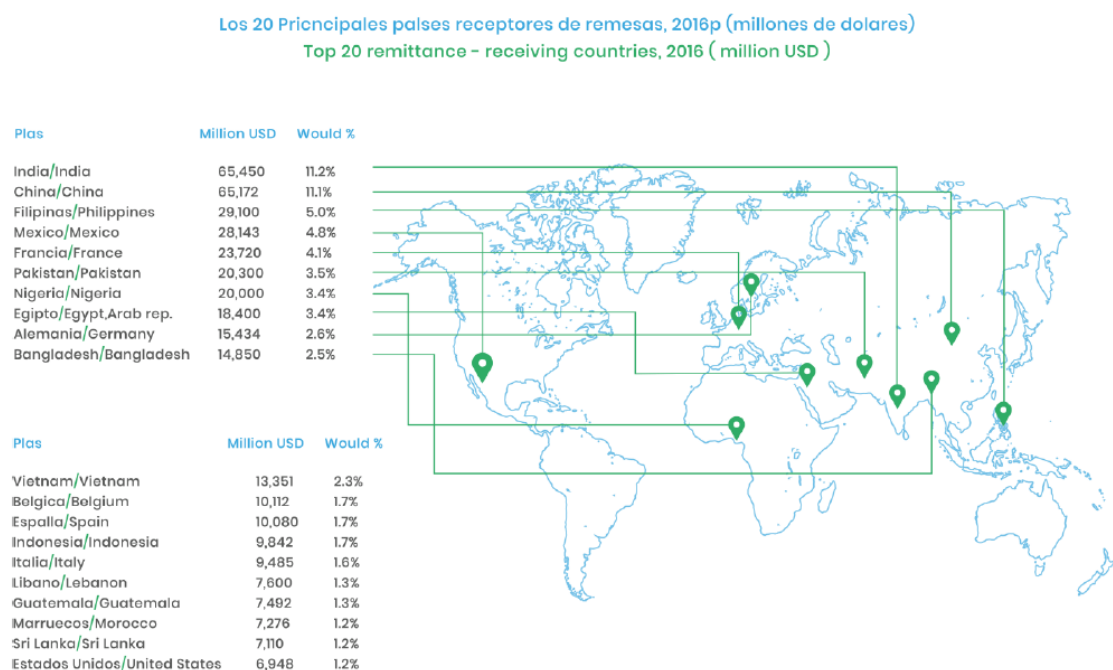 Los 20 Pricncipales palses receptores de remesas, 2016p (millones de dolares)
Top 20 remittance - receiving countries, 2016 ( million USD )
Plas Million USD Would %
India/India 65,450 11.2%
China/China 65,172 11.1%
Filipinas/Philippines 29,100 5.0%
Mexico/Mexico 28,143 4.8%
Francia/France 23,720 4.1%
Pakistan/Pakistan 20,300 3.5%
Nigeria/Nigeria 20,000 3.4%
Egipto/Egypt,Arab rep. 18,400 3.4%
Alemania/Germany 15,434 2.6%
Bangladesh/Bangladesh 14,850 2.5%
Plas Million USD Would %
Vietnam/Vietnam 13,351 2.3%
Belgica/Belgium 10,112 1.7%
Espalla/Spain 10,080 1.7%
Indonesia/Indonesia 9,842 1.7%
Italia/Italy 9,485 1.6%
Libano/Lebanon 7,600 1.3%
Guatemala/Guatemala 7,492 1.3%
Marruecos/Morocco 7,276 1.2%
Sri Lanka/Sri Lanka 7,110 1.2%
Estados Unidos/United States 6,948 1.2%